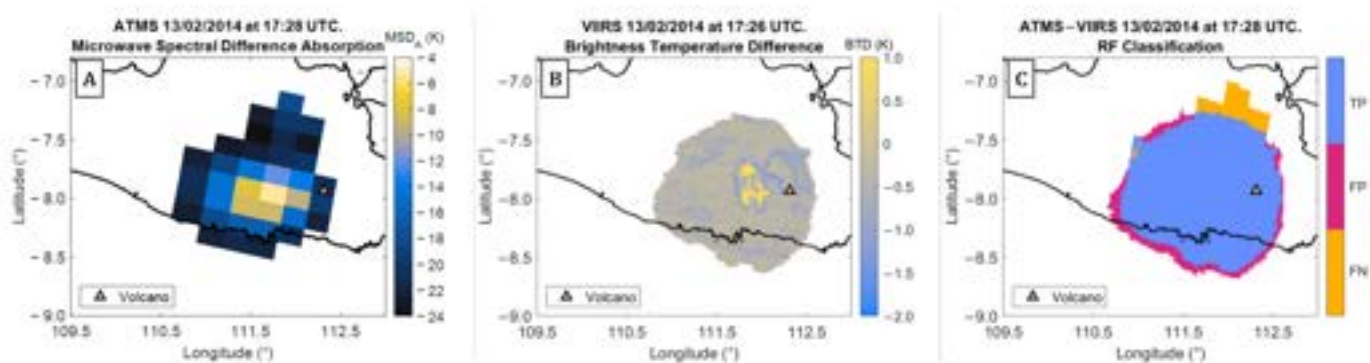 ATMS 13/02/2014 at 17:28 UTC.
Microwave Spectral Difference Absorption
MSD_A (K)
A
−7.0
−7.5
−8.0
−8.5
−9.0
Latitude (°)
109.5 110.5 111.5 112.5
Longitude (°)
Volcano
−4
−6
−8
−10
−12
−14
−16
−18
−20
−22
−24
VIIRS 13/02/2014 at 17:26 UTC.
Brightness Temperature Difference
BTD (K)
B
−7.0
−7.5
−8.0
−8.5
−9.0
Latitude (°)
109.5 110.5 111.5 112.5
Longitude (°)
Volcano
1.0
0.5
0.0
−0.5
−1.0
−1.5
−2.0
ATMS−VIIRS 13/02/2014 at 17:28 UTC.
RF Classification
C
−7.0
−7.5
−8.0
−8.5
−9.0
Latitude (°)
109.5 110.5 111.5 112.5
Longitude (°)
Volcano
TP
FP
FN